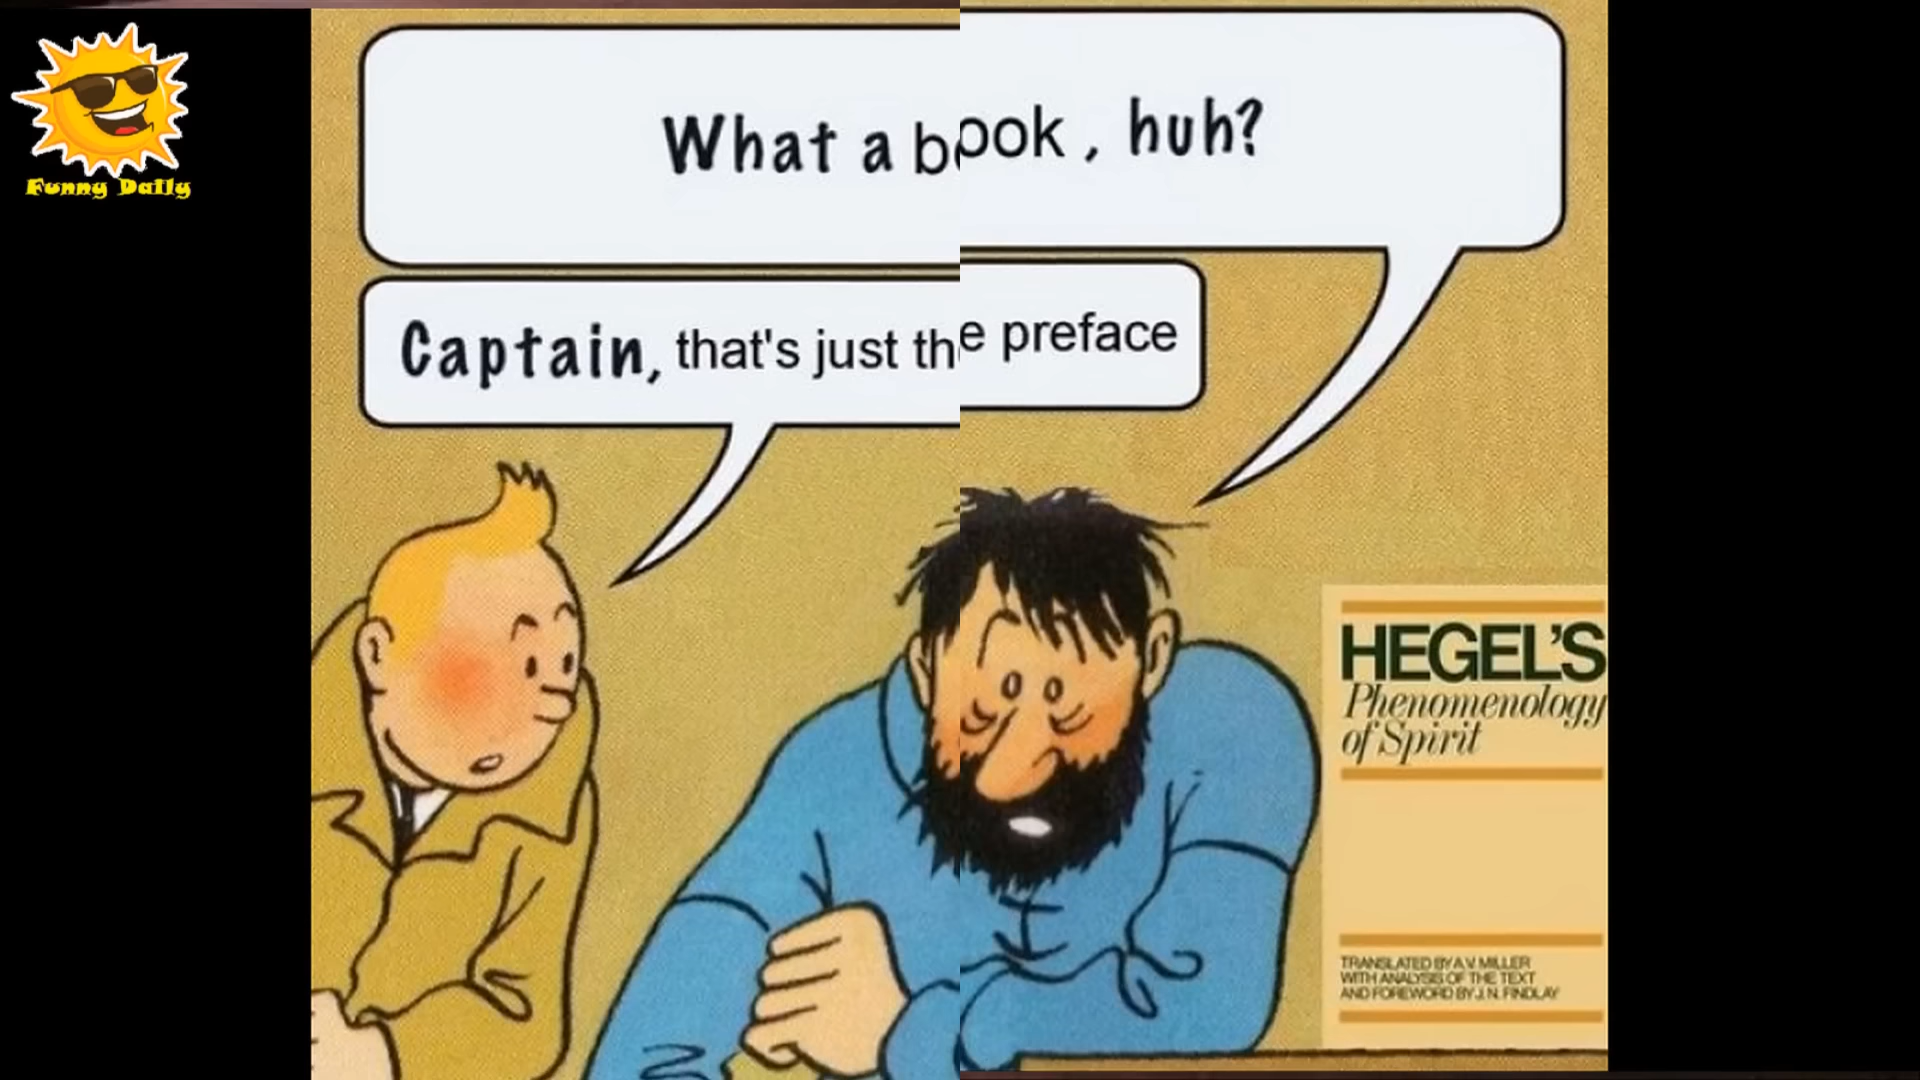 Funny Daily
What a book , huh?
Captain, that's just the preface
HEGEL'S
Phenomenology
of Spirit
TRANSLATED BY A.V. MILLER
WITH ANALYSIS OF THE TEXT
AND FOREWORD BY J. N. FINDLAY